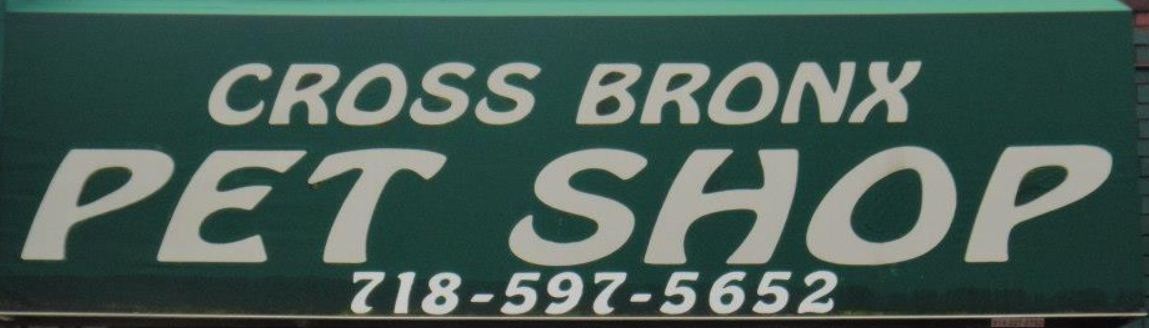 CROSS BRONX
PET SHOP
718-597-5652